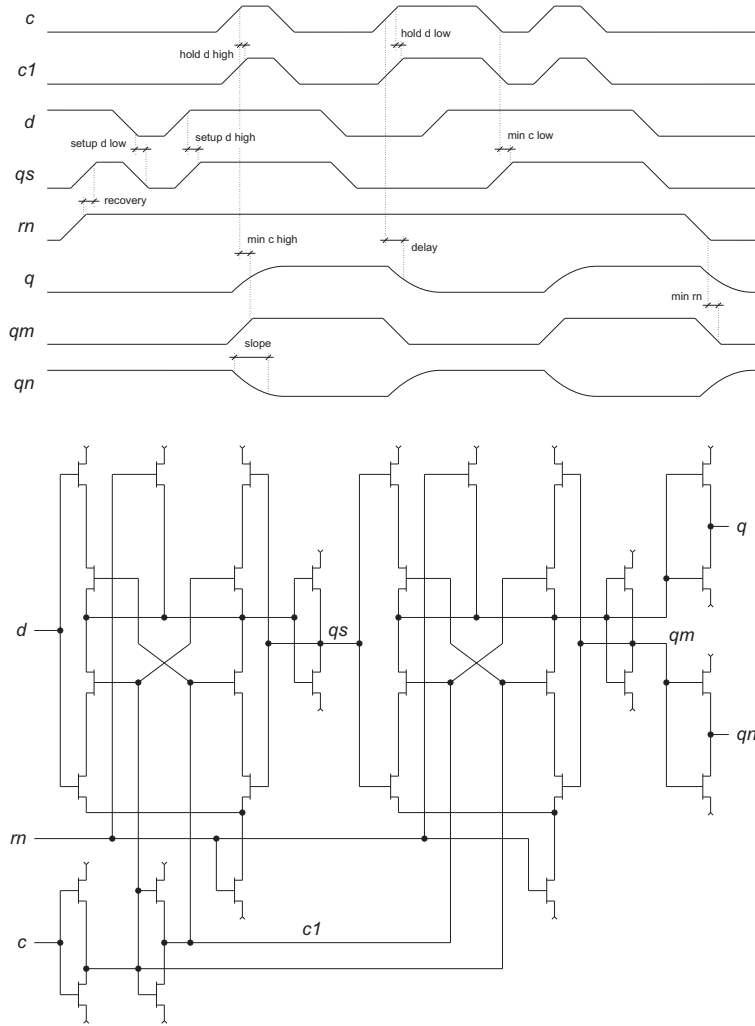 c
hold d low
hold d high
c1
d
setup d low
setup d high
min c low
qs
recovery
rn
min c high
delay
q
min rn
qm
slope
qn
q
d
qs
qm
qn
rn
c1
c